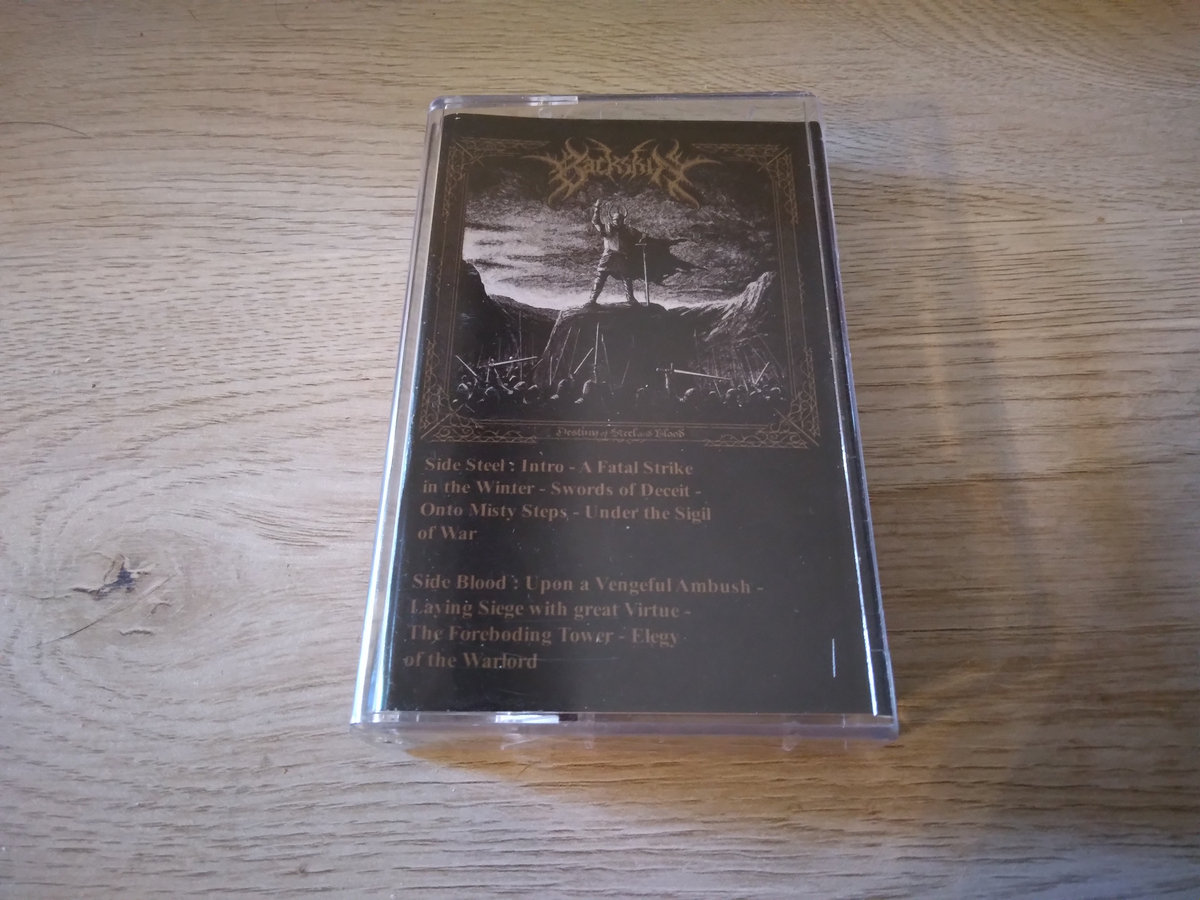 Backskin
Destiny of Steel and Blood
Side Steel : Intro - A Fatal Strike
in the Winter - Swords of Deceit -
Onto Misty Steps - Under the Sigil
of War
Side Blood : Upon a Vengeful Ambush -
Laying Siege with great Virtue -
The Foreboding Tower - Elegy
of the Warlord